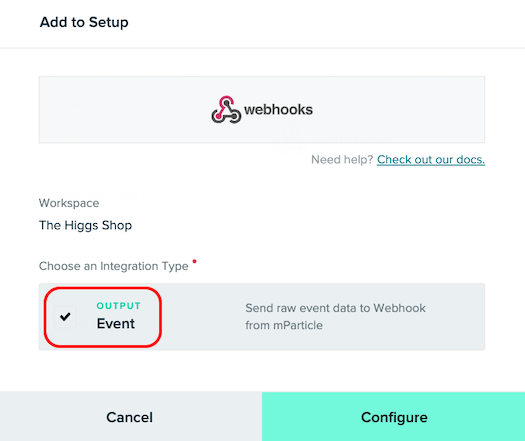 Add to Setup
webhooks
Need help? Check out our docs.
Workspace
The Higgs Shop
Choose an Integration Type
OUTPUT
Event
Send raw event data to Webhook
from mParticle
Cancel
Configure